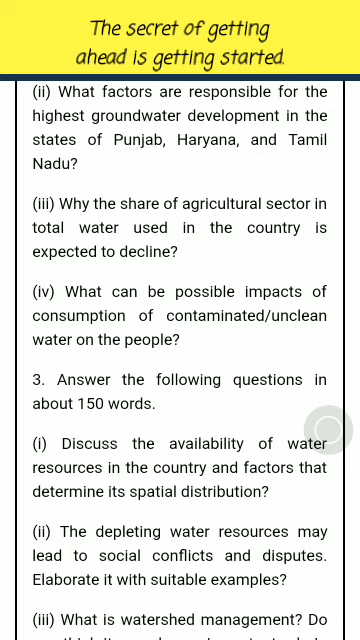 The secret of getting
ahead is getting started.
(ii) What factors are responsible for the
highest groundwater development in the
states of Punjab, Haryana, and Tamil
Nadu?
(iii) Why the share of agricultural sector in
total water used in the country is
expected to decline?
(iv) What can be possible impacts of
consumption of contaminated/unclean
water on the people?
3. Answer the following questions in
about 150 words.
(i) Discuss the availability of water
resources in the country and factors that
determine its spatial distribution?
(ii) The depleting water resources may
lead to social conflicts and disputes.
Elaborate it with suitable examples?
(iii) What is watershed management? Do